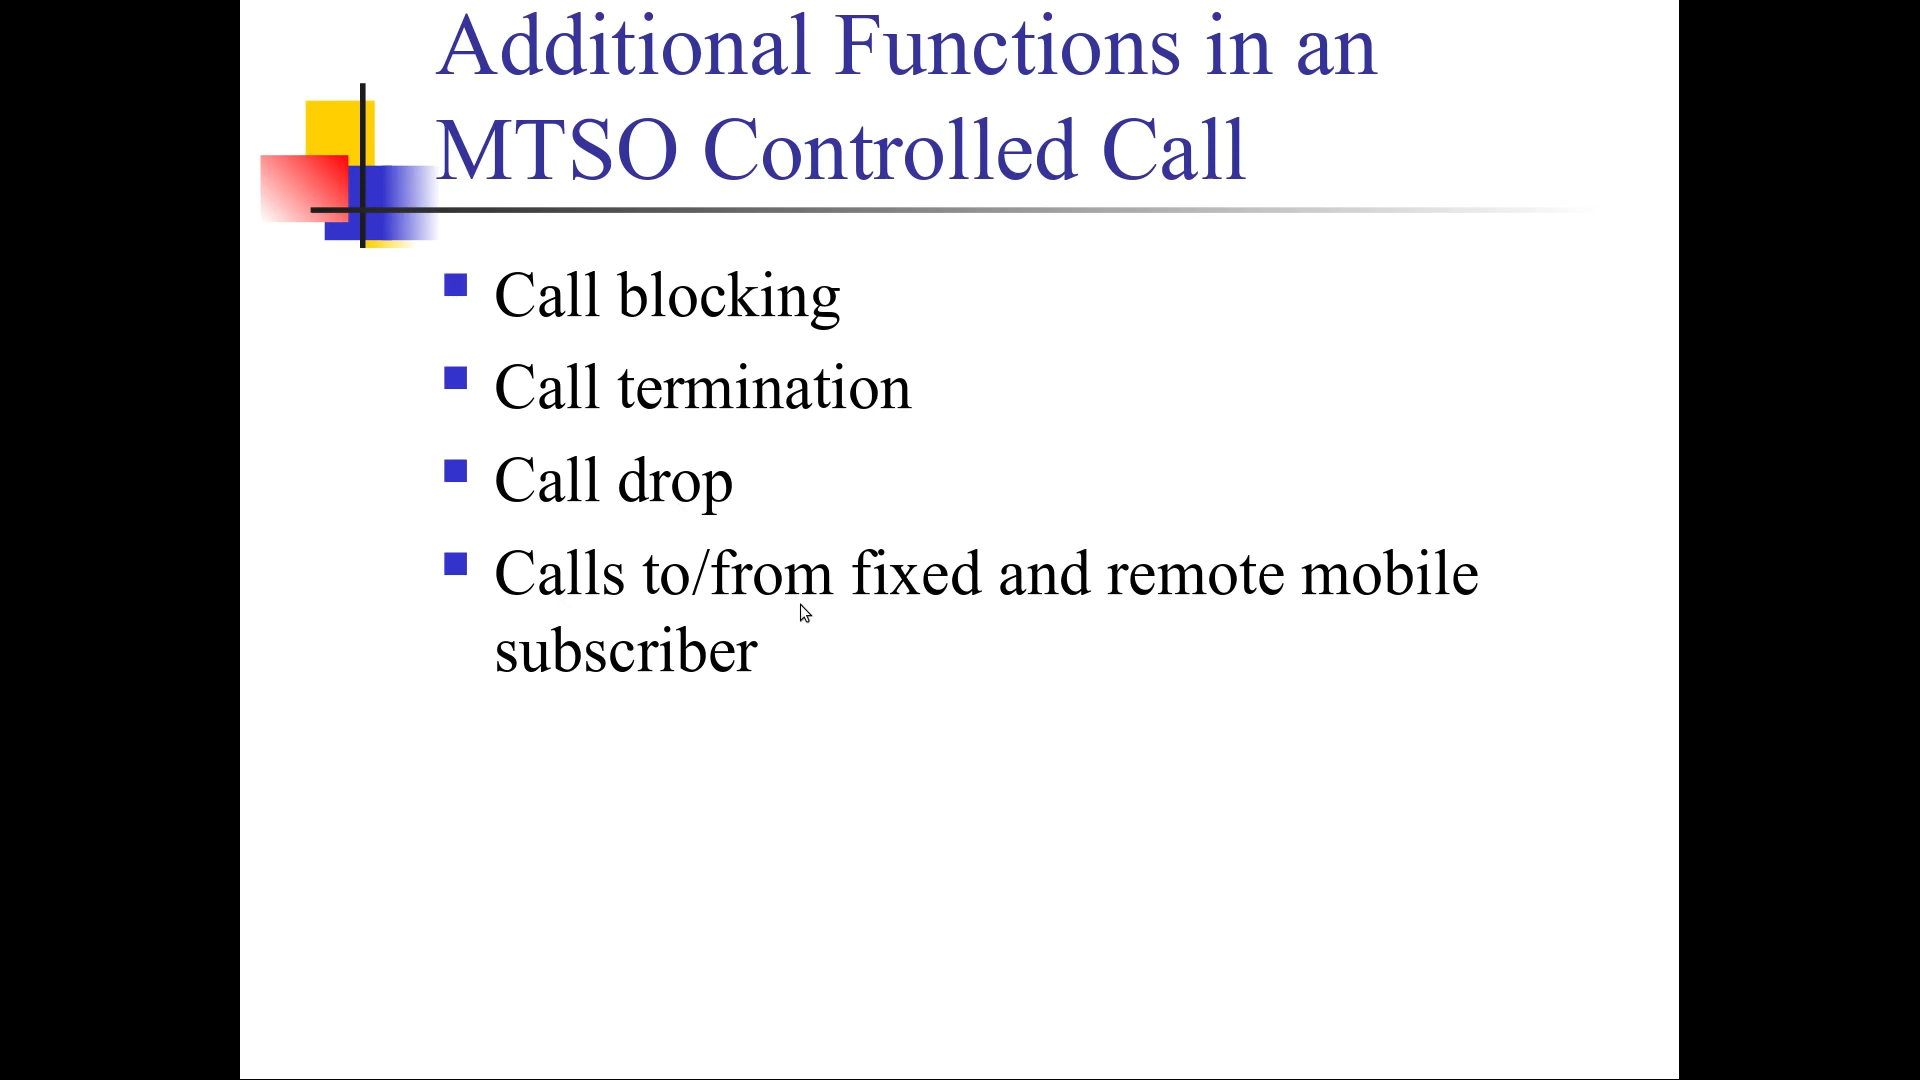 Additional Functions in an
MTSO Controlled Call
Call blocking
Call termination
Call drop
Calls to/from fixed and remote mobile
subscriber